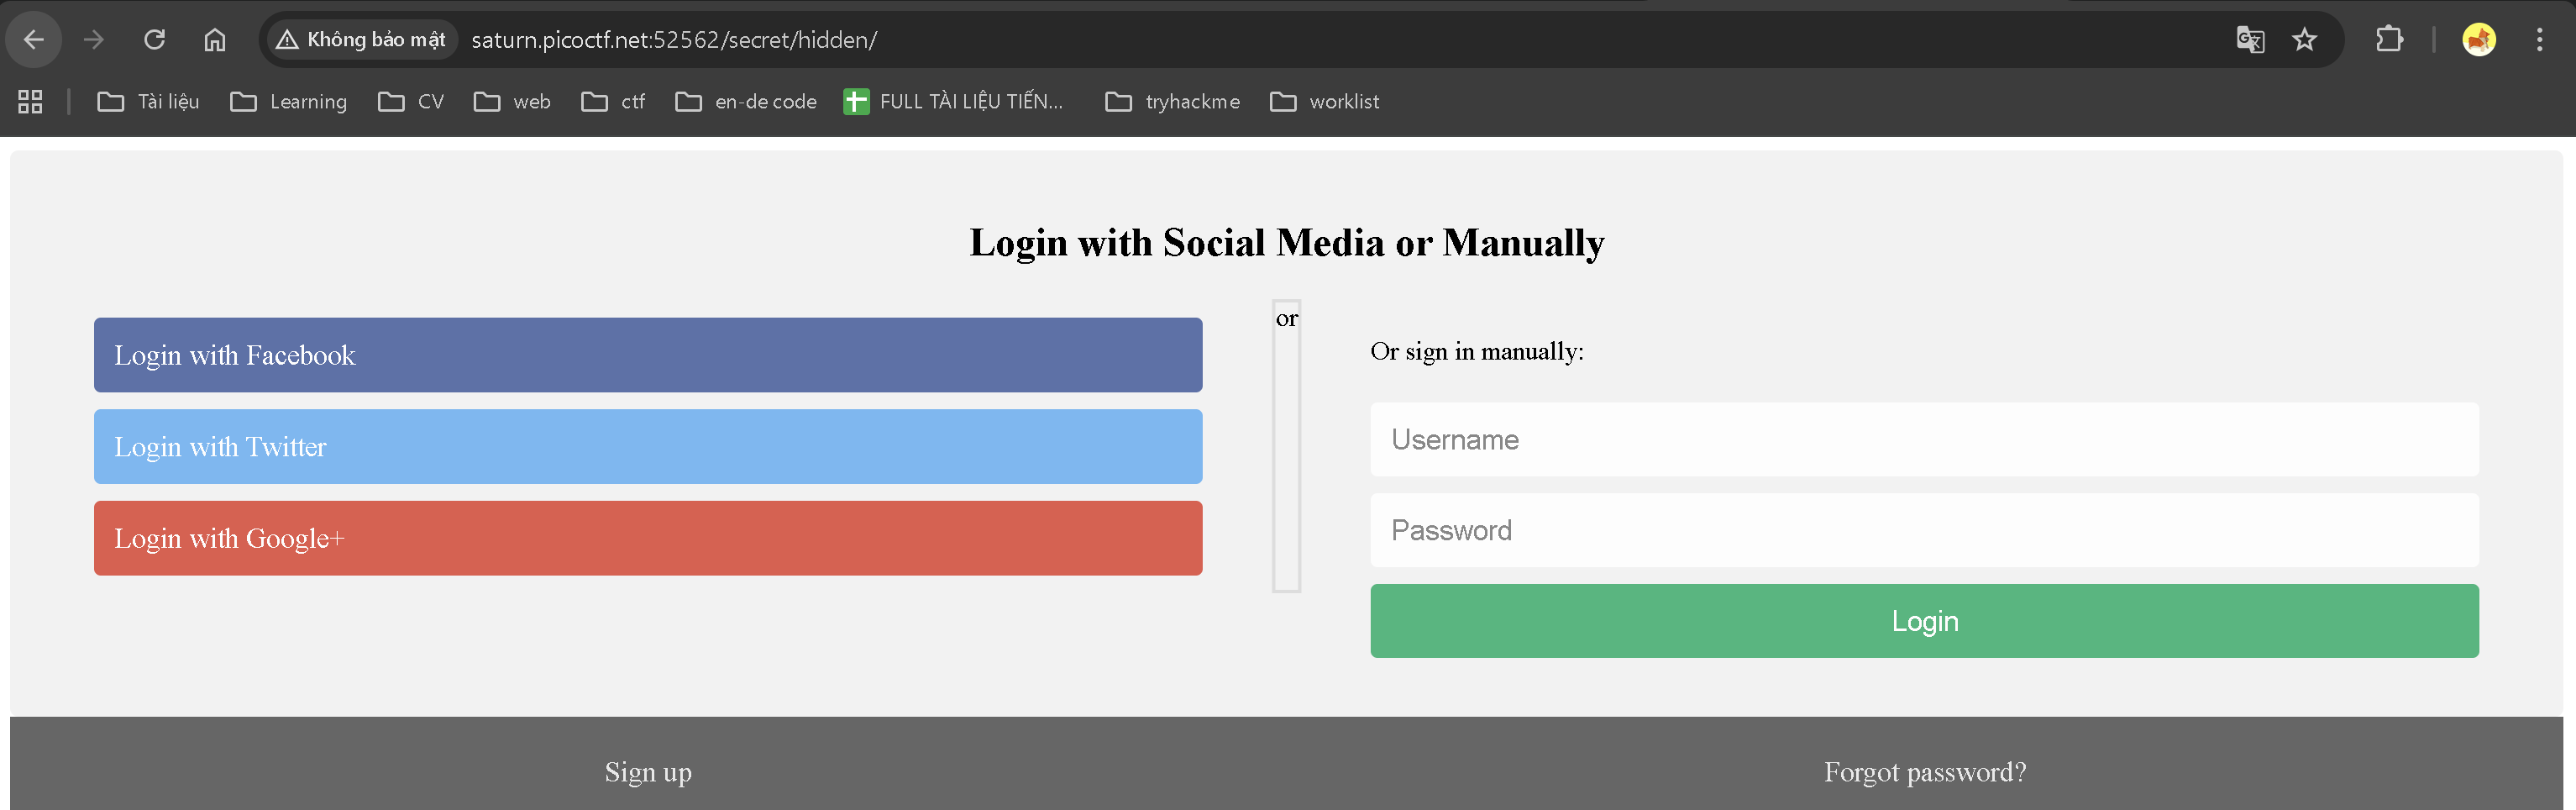 Không bảo mật saturn.picoctf.net:52562/secret/hidden/
Tài liệu Learning CV web ctf en-de code FULL TÀI LIỆU TIẾN... tryhackme worklist
Login with Social Media or Manually
Login with Facebook
Login with Twitter
Login with Google+
or
Or sign in manually:
Username
Password
Login
Sign up Forgot password?